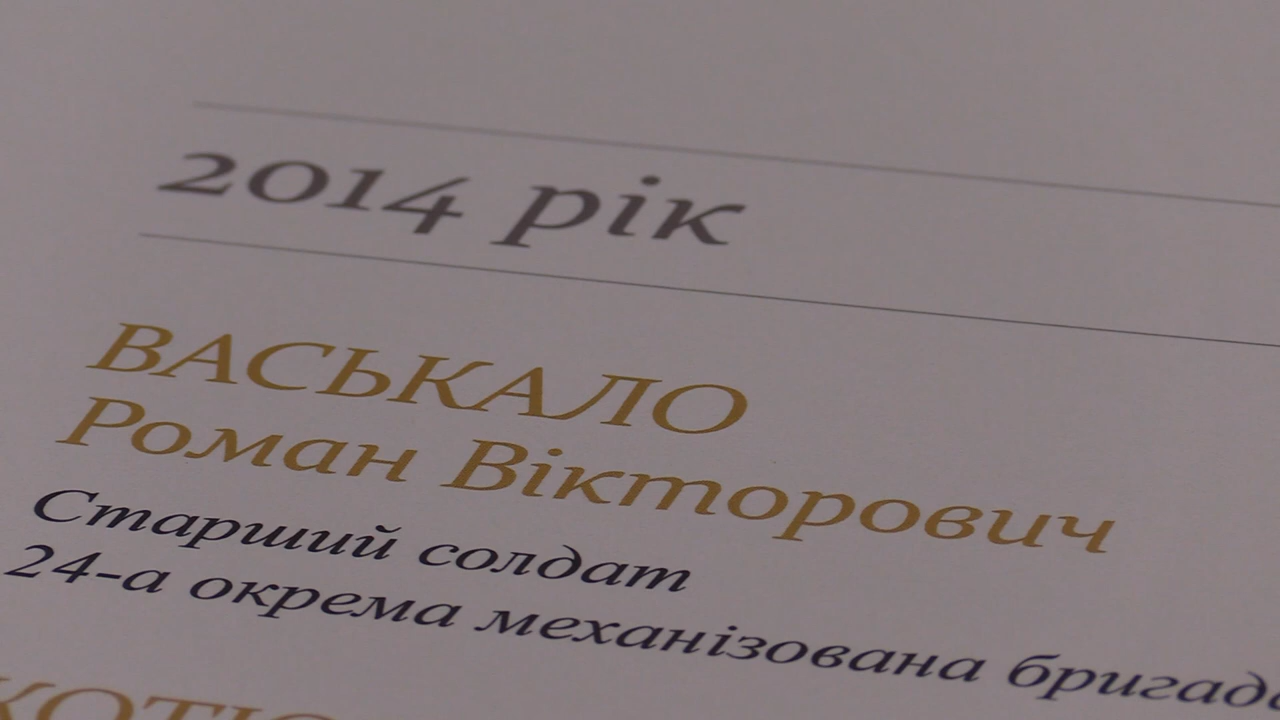 2014 рік
ВАСЬКАЛО
Роман Вікторович
Старший солдат
24-а окрема механізована бригада